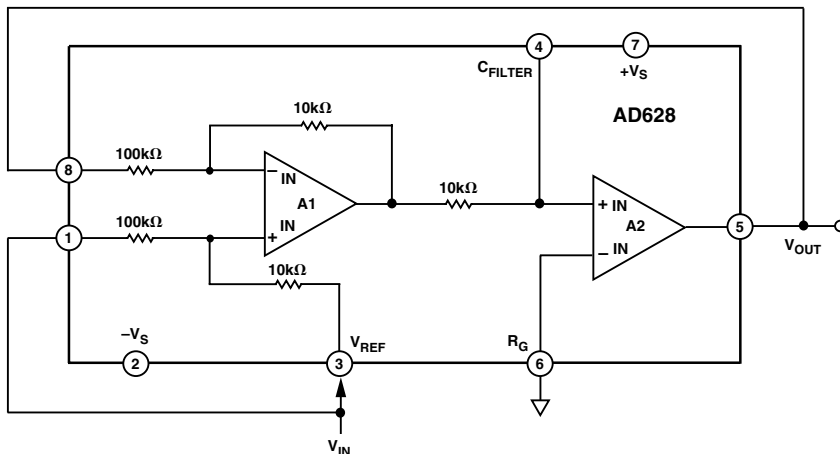 4
7
C_FILTER
+V_S
10kΩ
AD628
100kΩ
8
– IN
A1
10kΩ
+ IN
A2
100kΩ
IN
1
+
IN
–
5
V_OUT
10kΩ
–V_S
V_REF
R_G
2
3
6
V_IN